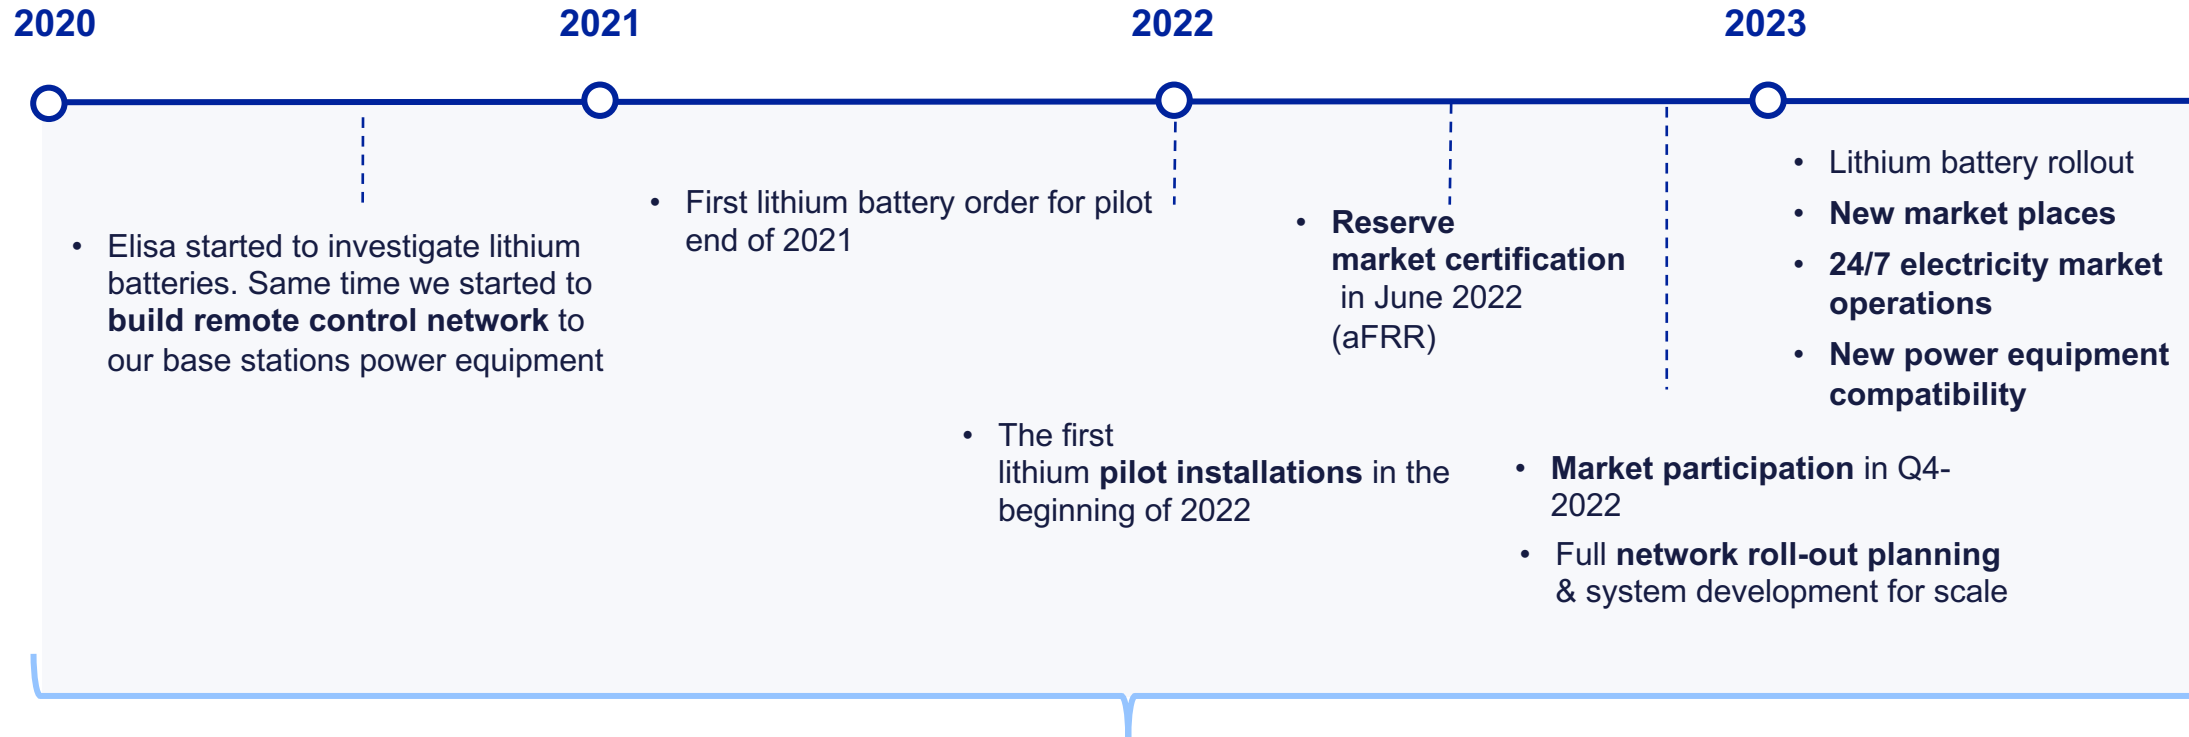 2020
2021
2022
2023
• Elisa started to investigate lithium
batteries. Same time we started to
build remote control network to
our base stations power equipment
• First lithium battery order for pilot
end of 2021
• The first
lithium pilot installations in the
beginning of 2022
• Reserve
market certification
in June 2022
(aFRR)
• Market participation in Q4-
2022
• Full network roll-out planning
& system development for scale
• Lithium battery rollout
• New market places
• 24/7 electricity market
operations
• New power equipment
compatibility